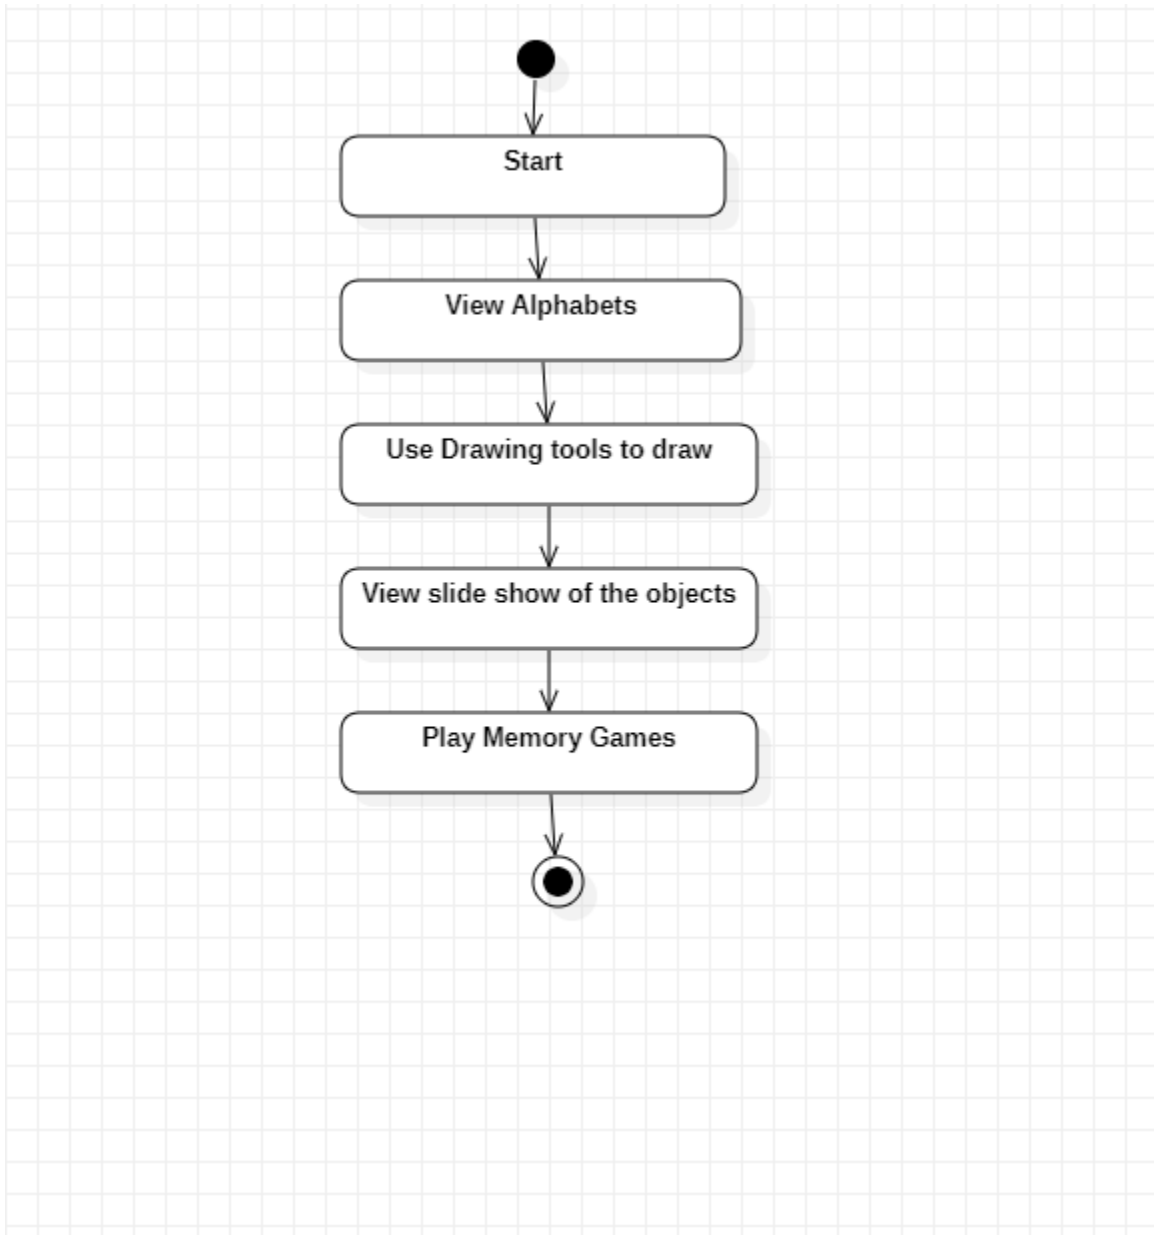 Start
View Alphabets
Use Drawing tools to draw
View slide show of the objects
Play Memory Games